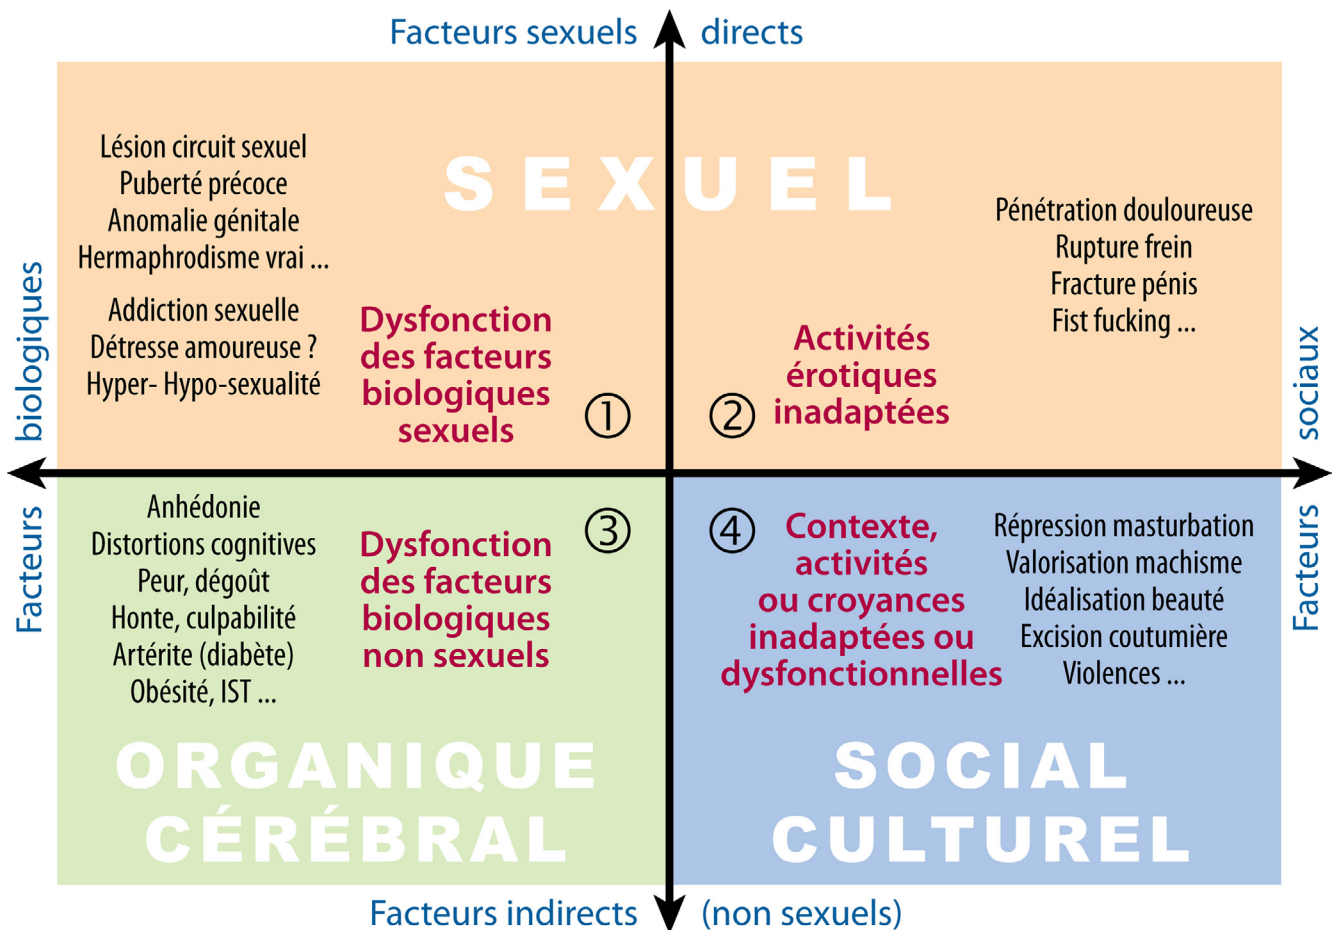 Facteurs sexuels directs
SEXUEL
Lésion circuit sexuel
Puberté précoce
Anomalie génitale
Hermaphrodisme vrai ...
Addiction sexuelle
Détresse amoureuse ?
Hyper- Hypo-sexualité
Dysfonction
des facteurs
biologiques
sexuels
①
②
Activités
érotiques
inadaptées
Pénétration douloureuse
Rupture frein
Fracture pénis
Fist fucking ...
Facteurs biologiques
Facteurs sociaux
Anhédonie
Distortions cognitives
Peur, dégoût
Honte, culpabilité
Artérite (diabète)
Obésité, IST ...
Dysfonction
des facteurs
biologiques
non sexuels
③
④
Contexte,
activités
ou croyances
inadaptées ou
dysfonctionnelles
Répression masturbation
Valorisation machisme
Idéalisation beauté
Excision coutumière
Violences ...
ORGANIQUE
CÉRÉBRAL
SOCIAL
CULTUREL
Facteurs indirects (non sexuels)